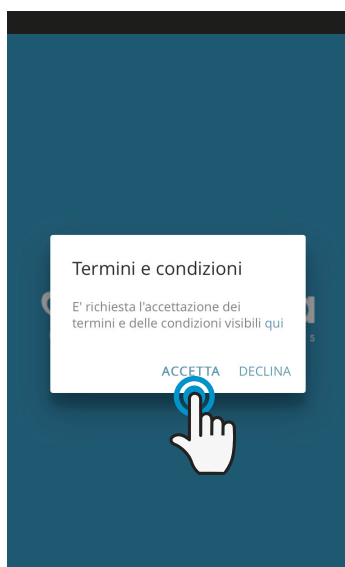 Termini e condizioni
E' richiesta l'accettazione dei
termini e delle condizioni visibili qui
ACCETTA DECLINA